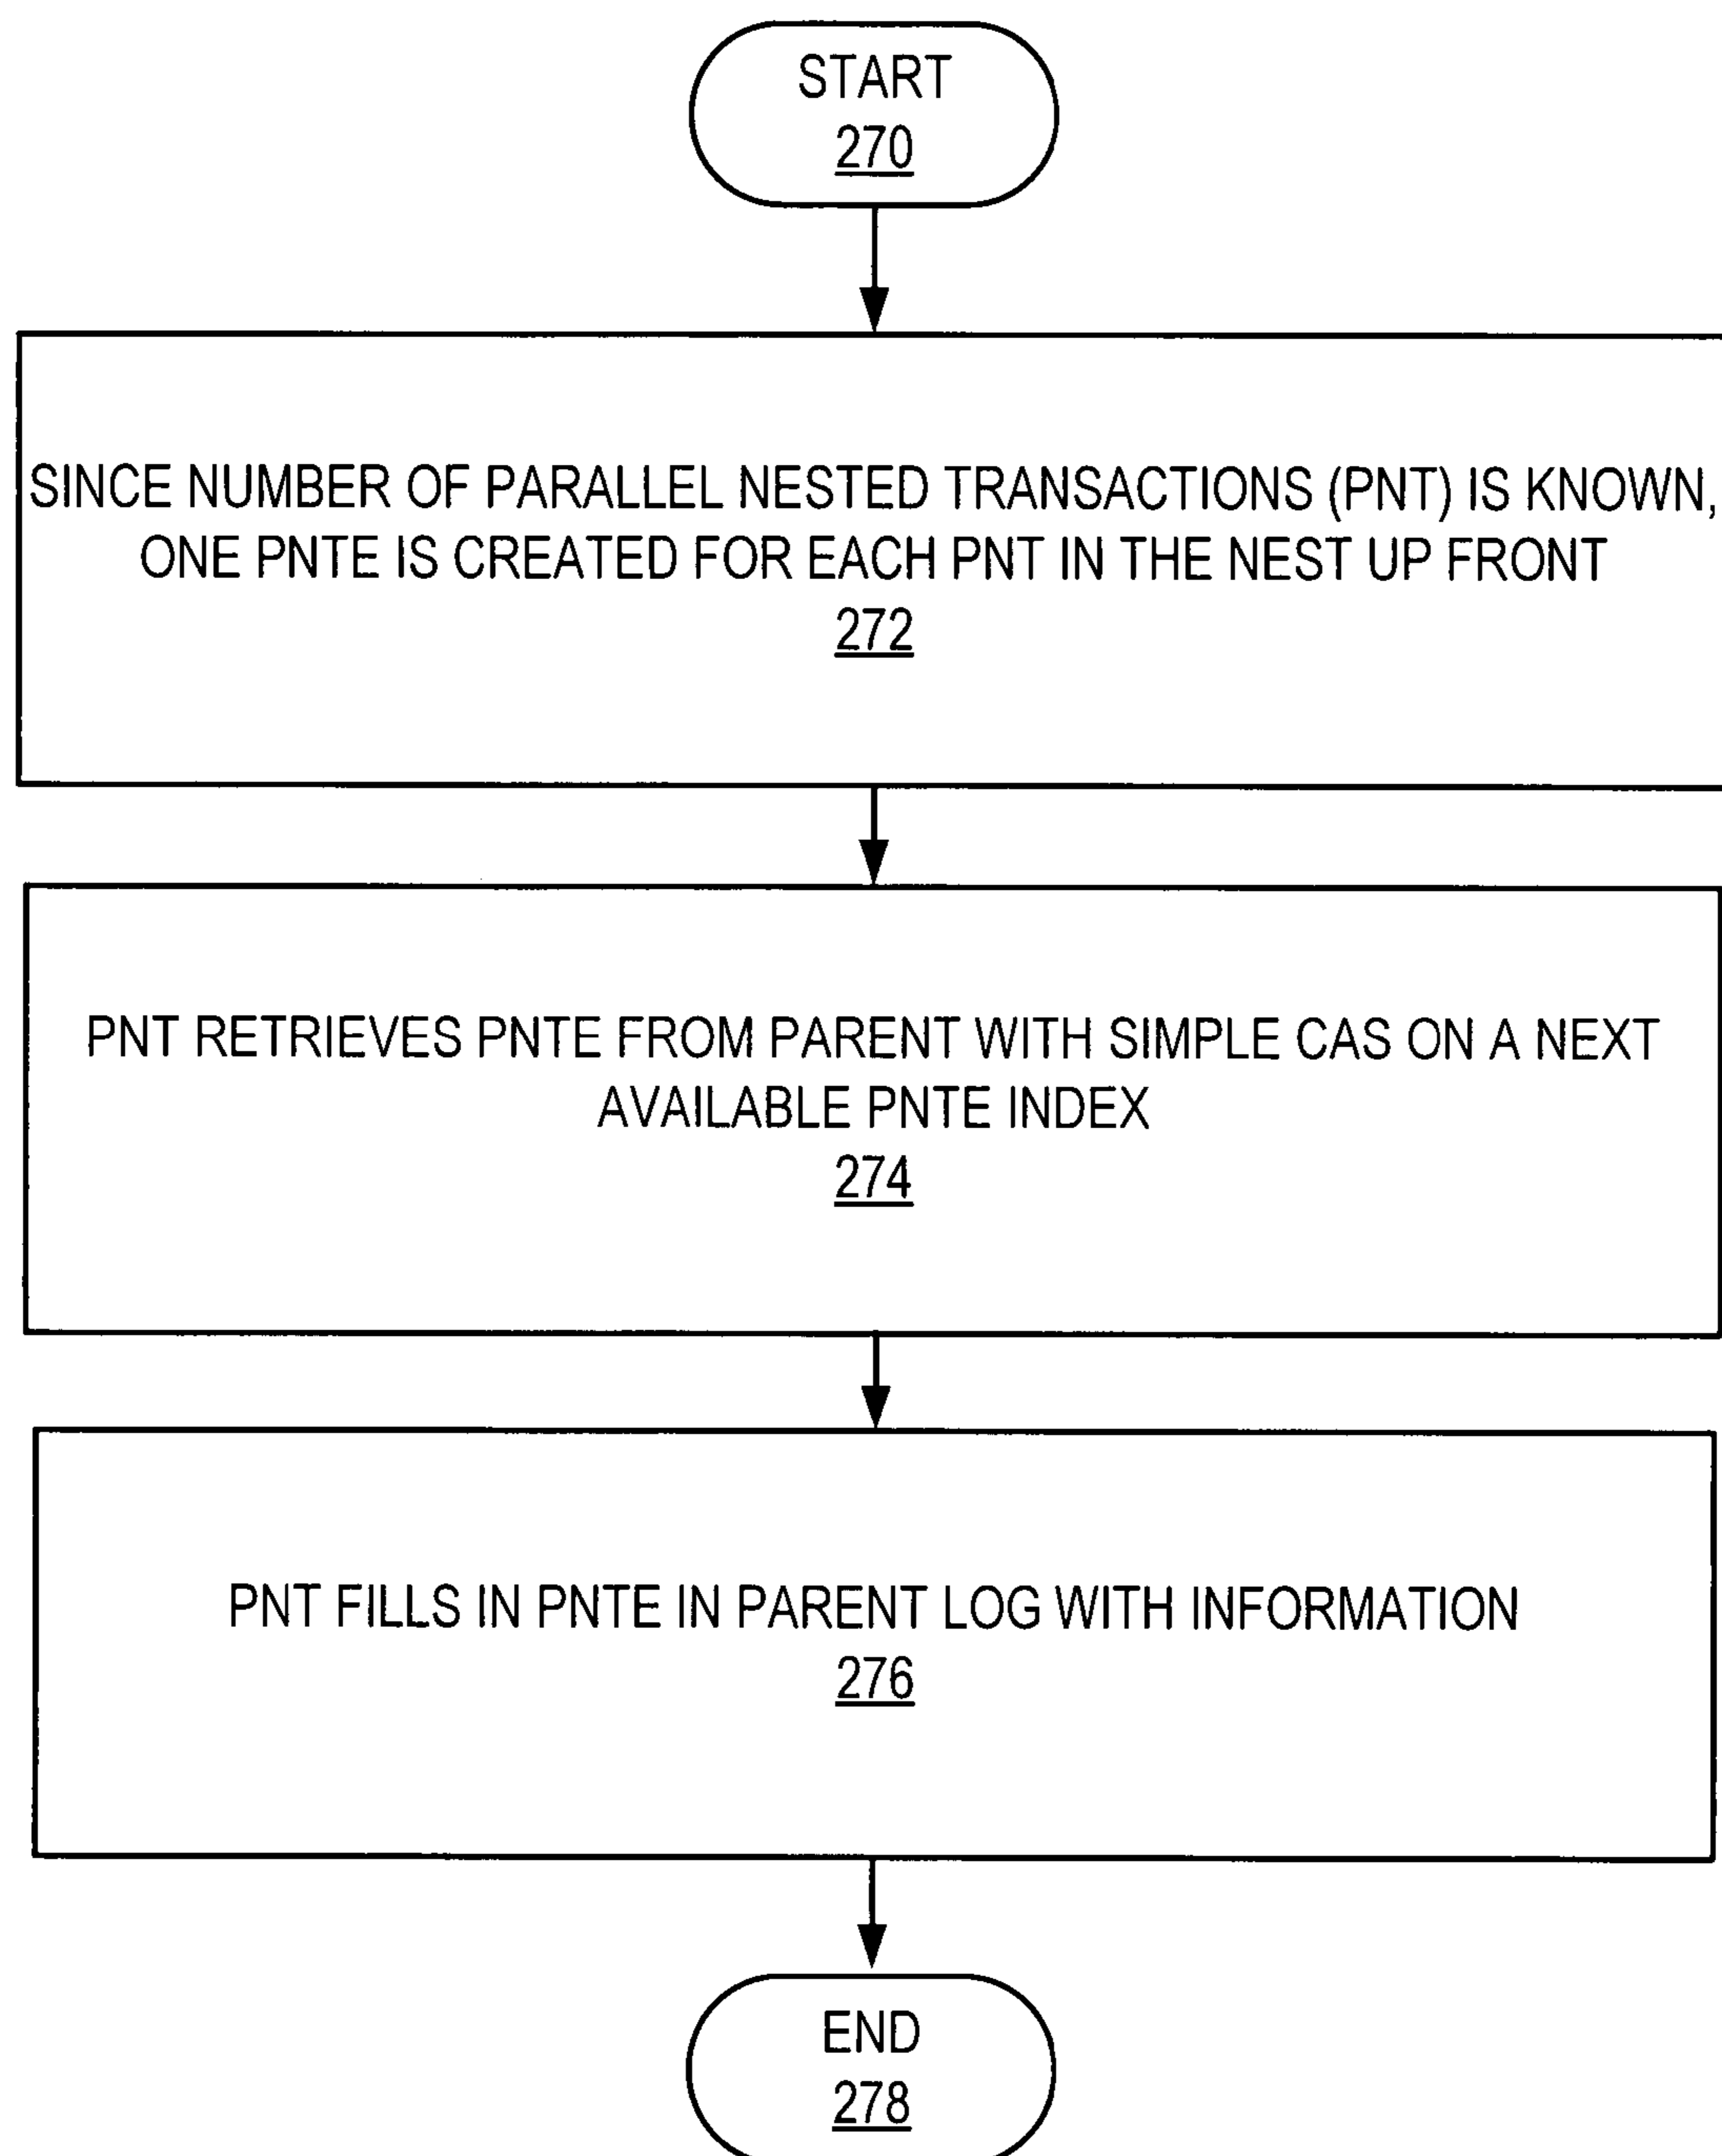 START
270
SINCE NUMBER OF PARALLEL NESTED TRANSACTIONS (PNT) IS KNOWN,
ONE PNTE IS CREATED FOR EACH PNT IN THE NEST UP FRONT
272
PNT RETRIEVES PNTE FROM PARENT WITH SIMPLE CAS ON A NEXT
AVAILABLE PNTE INDEX
274
PNT FILLS IN PNTE IN PARENT LOG WITH INFORMATION
276
END
278